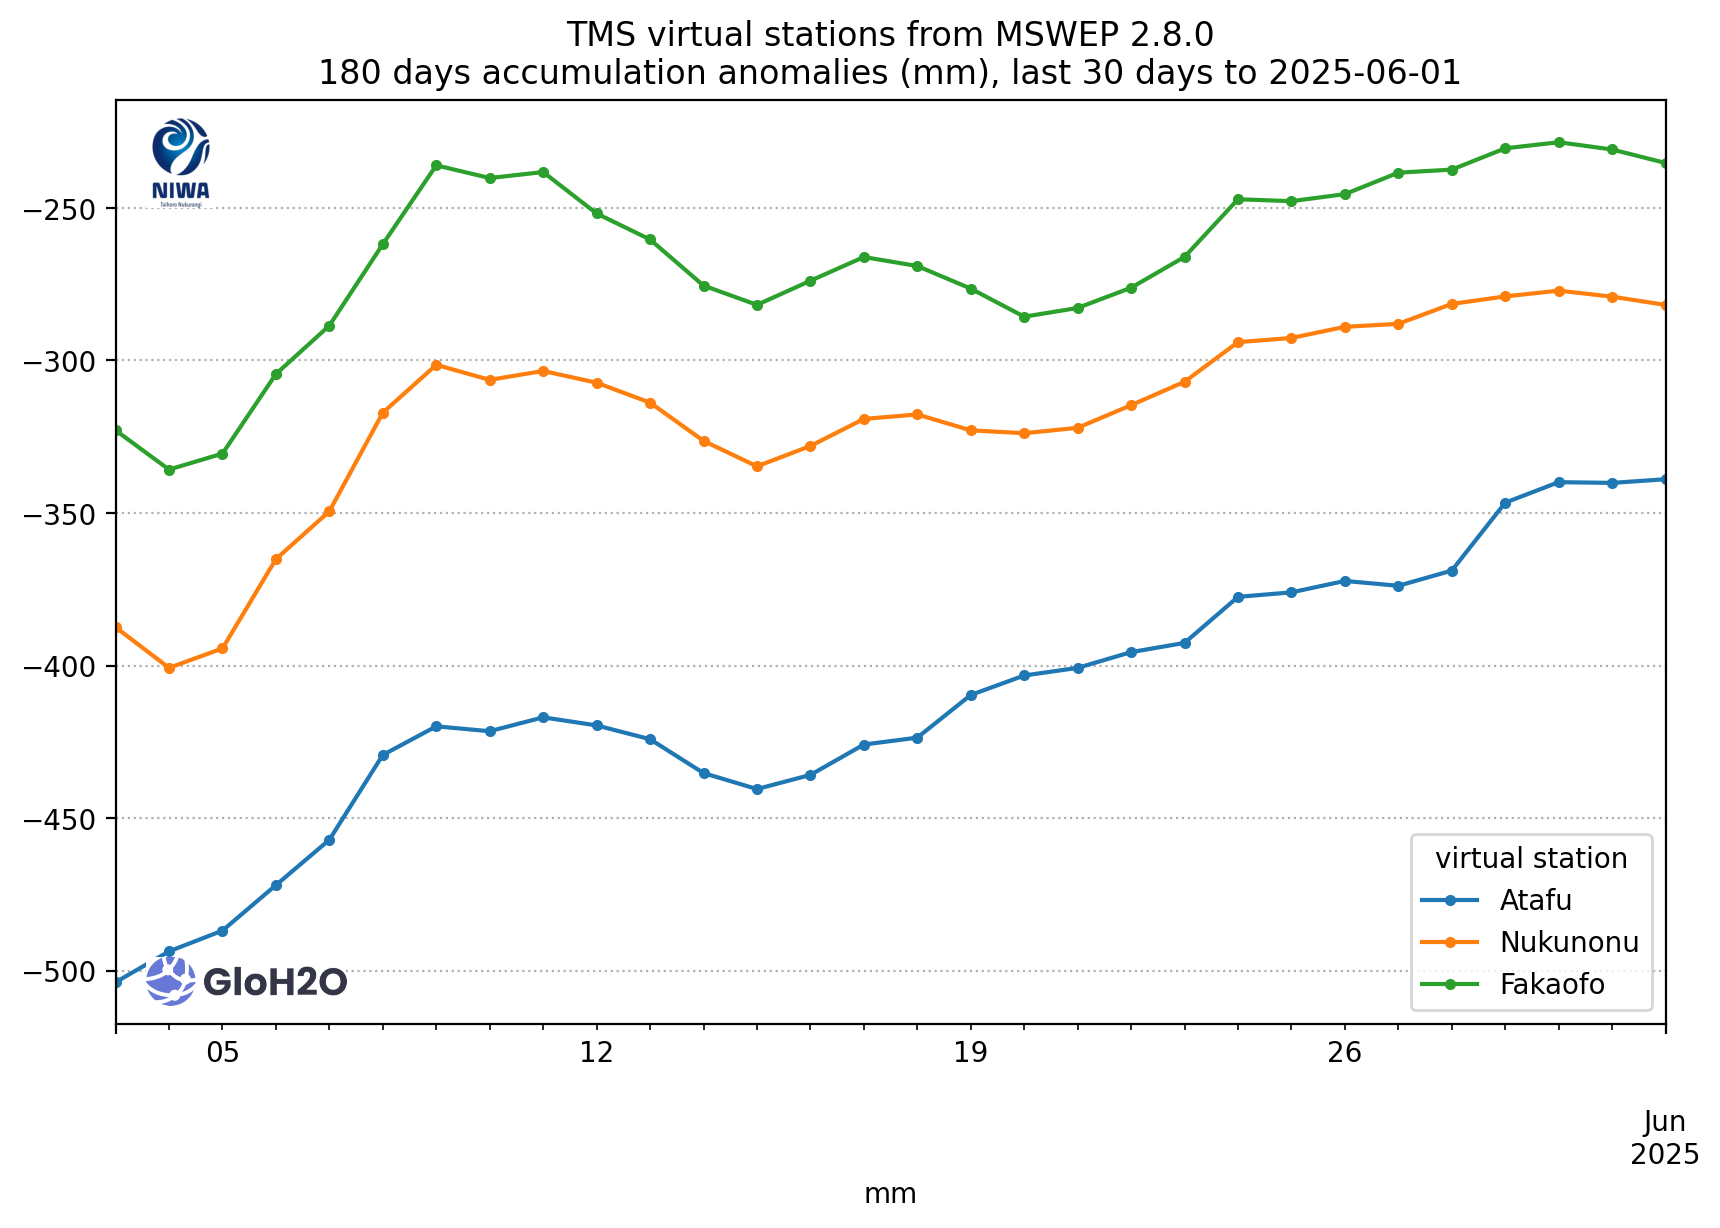 TMS virtual stations from MSWEP 2.8.0
180 days accumulation anomalies (mm), last 30 days to 2025-06-01
NIWA
Taihoro Nukurangi
−250
−300
−350
−400
−450
−500
GloH2O
virtual station
Atafu
Nukunonu
Fakaofo
05 12 19 26
Jun
2025
mm